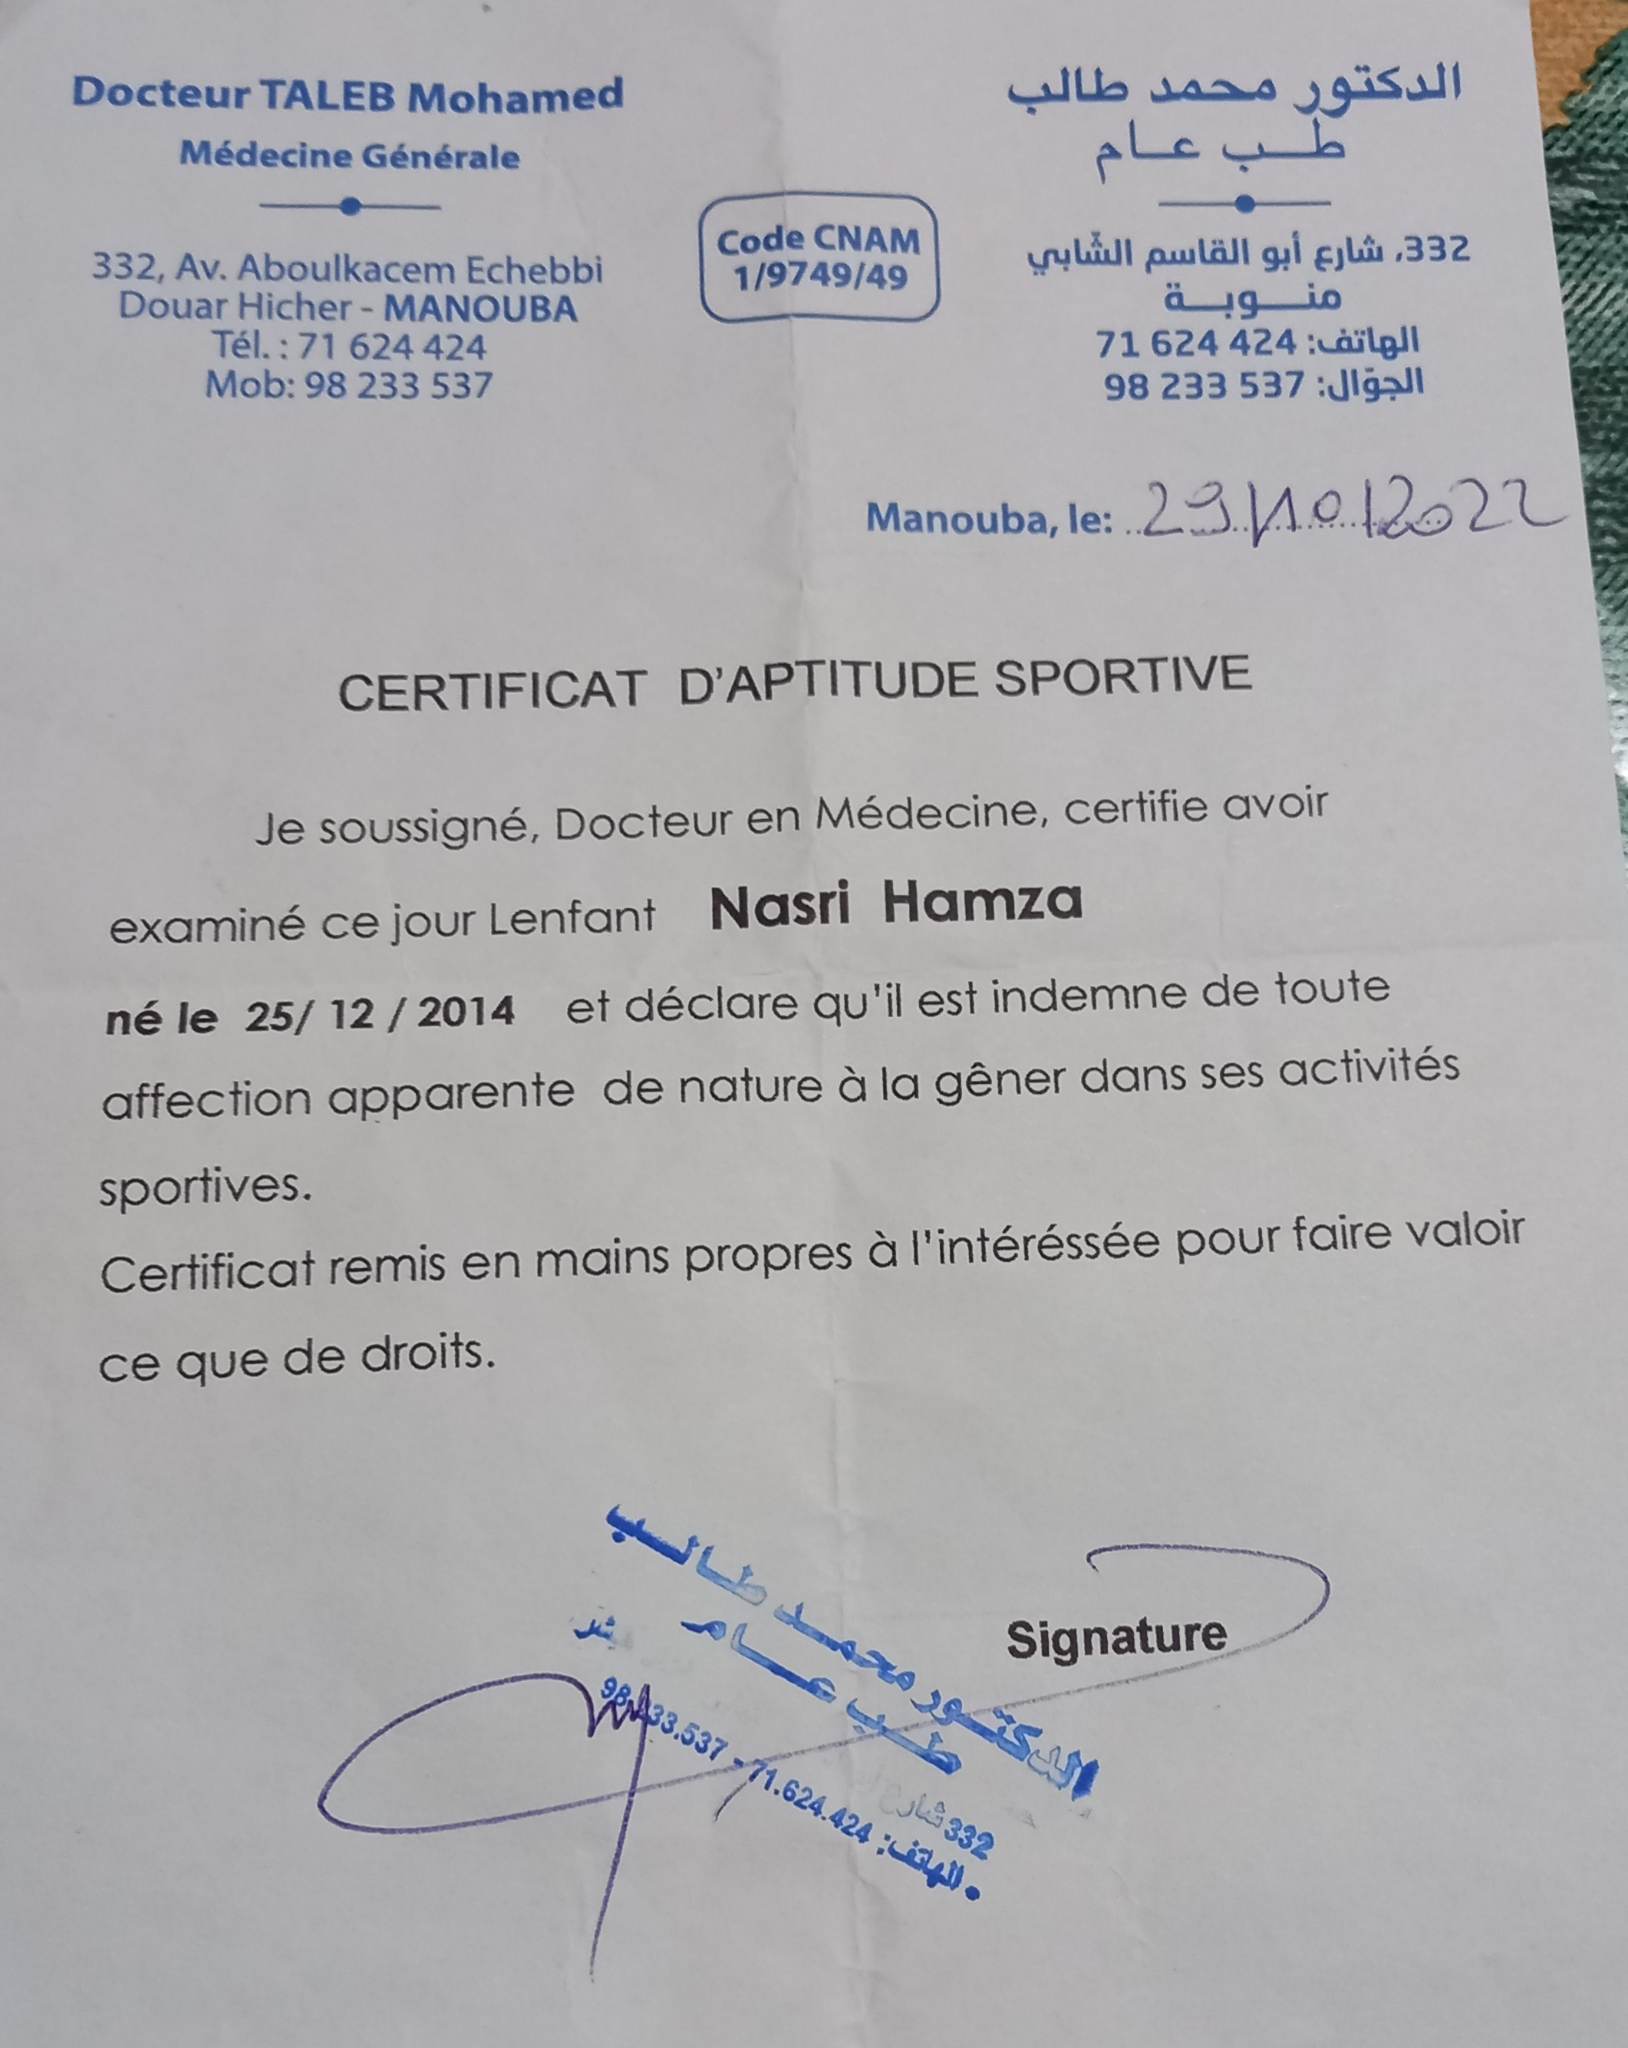 Docteur TALEB Mohamed
Médecine Générale
332, Av. Aboulkacem Echebbi
Douar Hicher - MANOUBA
Tél. : 71 624 424
Mob: 98 233 537
Code CNAM
1/9749/49
الدكتور محمد طالب
طب عام
332، شارع أبو القاسم الشّابي
منوبة
الهاتف: 71 624 424
الجوّال: 98 233 537
Manouba, le: 29/10/2022
CERTIFICAT D'APTITUDE SPORTIVE
Je soussigné, Docteur en Médecine, certifie avoir
examiné ce jour Lenfant Nasri Hamza
né le 25/ 12 / 2014 et déclare qu'il est indemne de toute
affection apparente de nature à la gêner dans ses activités
sportives.
Certificat remis en mains propres à l'intéréssée pour faire valoir
ce que de droits.
Signature
الدكتور محمد طالب
طب عام
332 شارع
الهاتف: 71.624.424 - 98.233.537